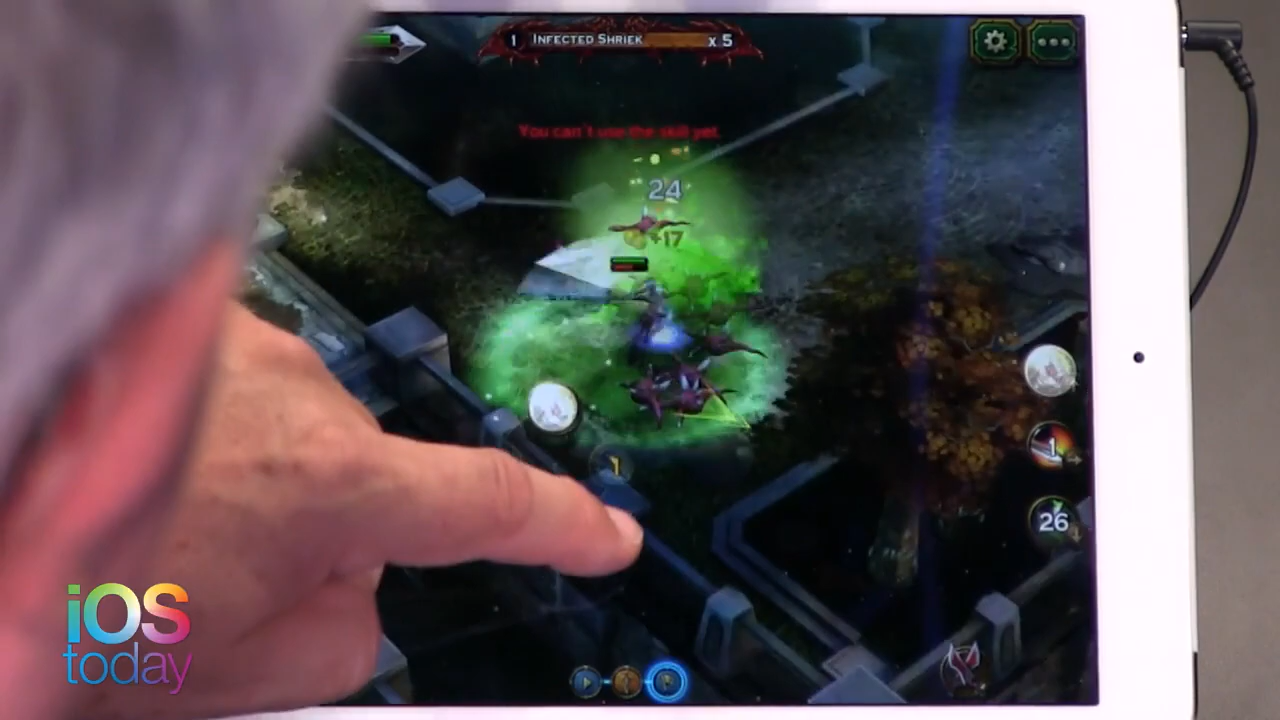 1 INFECTED SHRIEK x 5
You can't use the skill yet.
24
+17
1
1
26
iOS
today